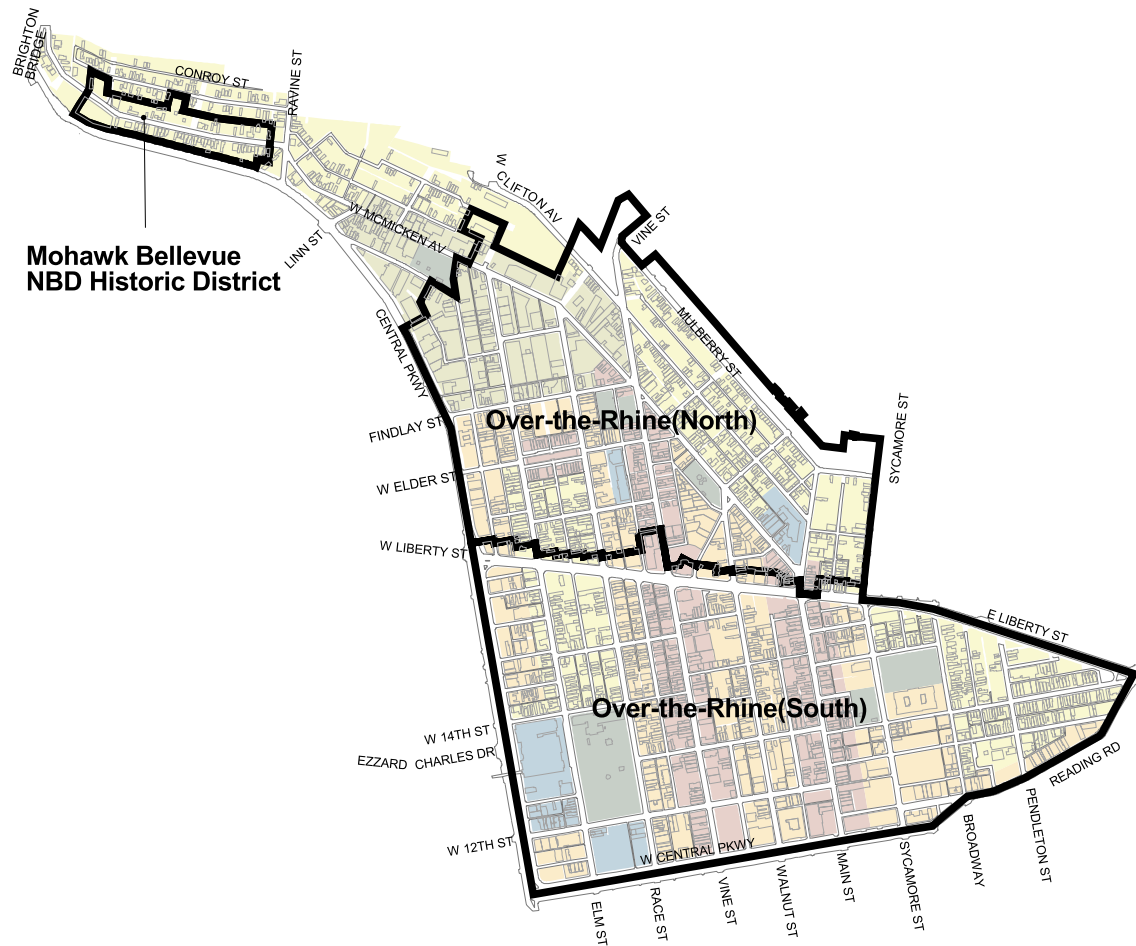 BRIGHTON
BRIDGE
CONROY ST
RAVINE ST
W CLIFTON AV
VINE ST
W MCMICKEN AV
LINN ST
Mohawk Bellevue
NBD Historic District
CENTRAL PKWY
MULBERRY ST
SYCAMORE ST
FINDLAY ST
Over-the-Rhine(North)
W ELDER ST
W LIBERTY ST
E LIBERTY ST
Over-the-Rhine(South)
W 14TH ST
EZZARD CHARLES DR
READING RD
W 12TH ST
W CENTRAL PKWY
ELM ST
RACE ST
VINE ST
WALNUT ST
MAIN ST
SYCAMORE ST
BROADWAY
PENDLETON ST